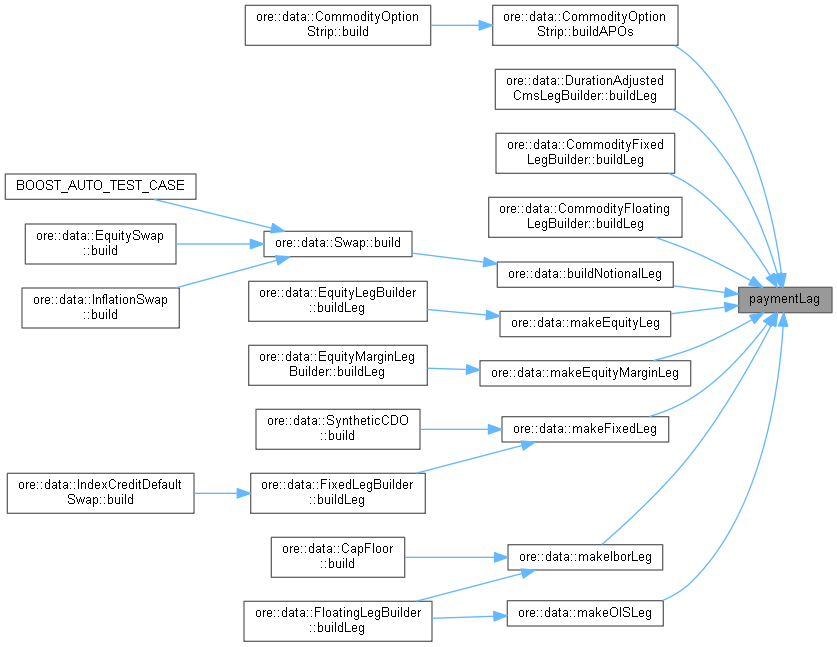 ore::data::CommodityOption
Strip::build
ore::data::CommodityOption
Strip::buildAPOs
ore::data::DurationAdjusted
CmsLegBuilder::buildLeg
ore::data::CommodityFixed
LegBuilder::buildLeg
BOOST_AUTO_TEST_CASE
ore::data::CommodityFloating
LegBuilder::buildLeg
ore::data::EquitySwap
::build
ore::data::Swap::build
ore::data::buildNotionalLeg
paymentLag
ore::data::InflationSwap
::build
ore::data::EquityLegBuilder
::buildLeg
ore::data::makeEquityLeg
ore::data::EquityMarginLeg
Builder::buildLeg
ore::data::makeEquityMarginLeg
ore::data::SyntheticCDO
::build
ore::data::makeFixedLeg
ore::data::IndexCreditDefault
Swap::build
ore::data::FixedLegBuilder
::buildLeg
ore::data::CapFloor
::build
ore::data::makeIborLeg
ore::data::FloatingLegBuilder
::buildLeg
ore::data::makeOISLeg